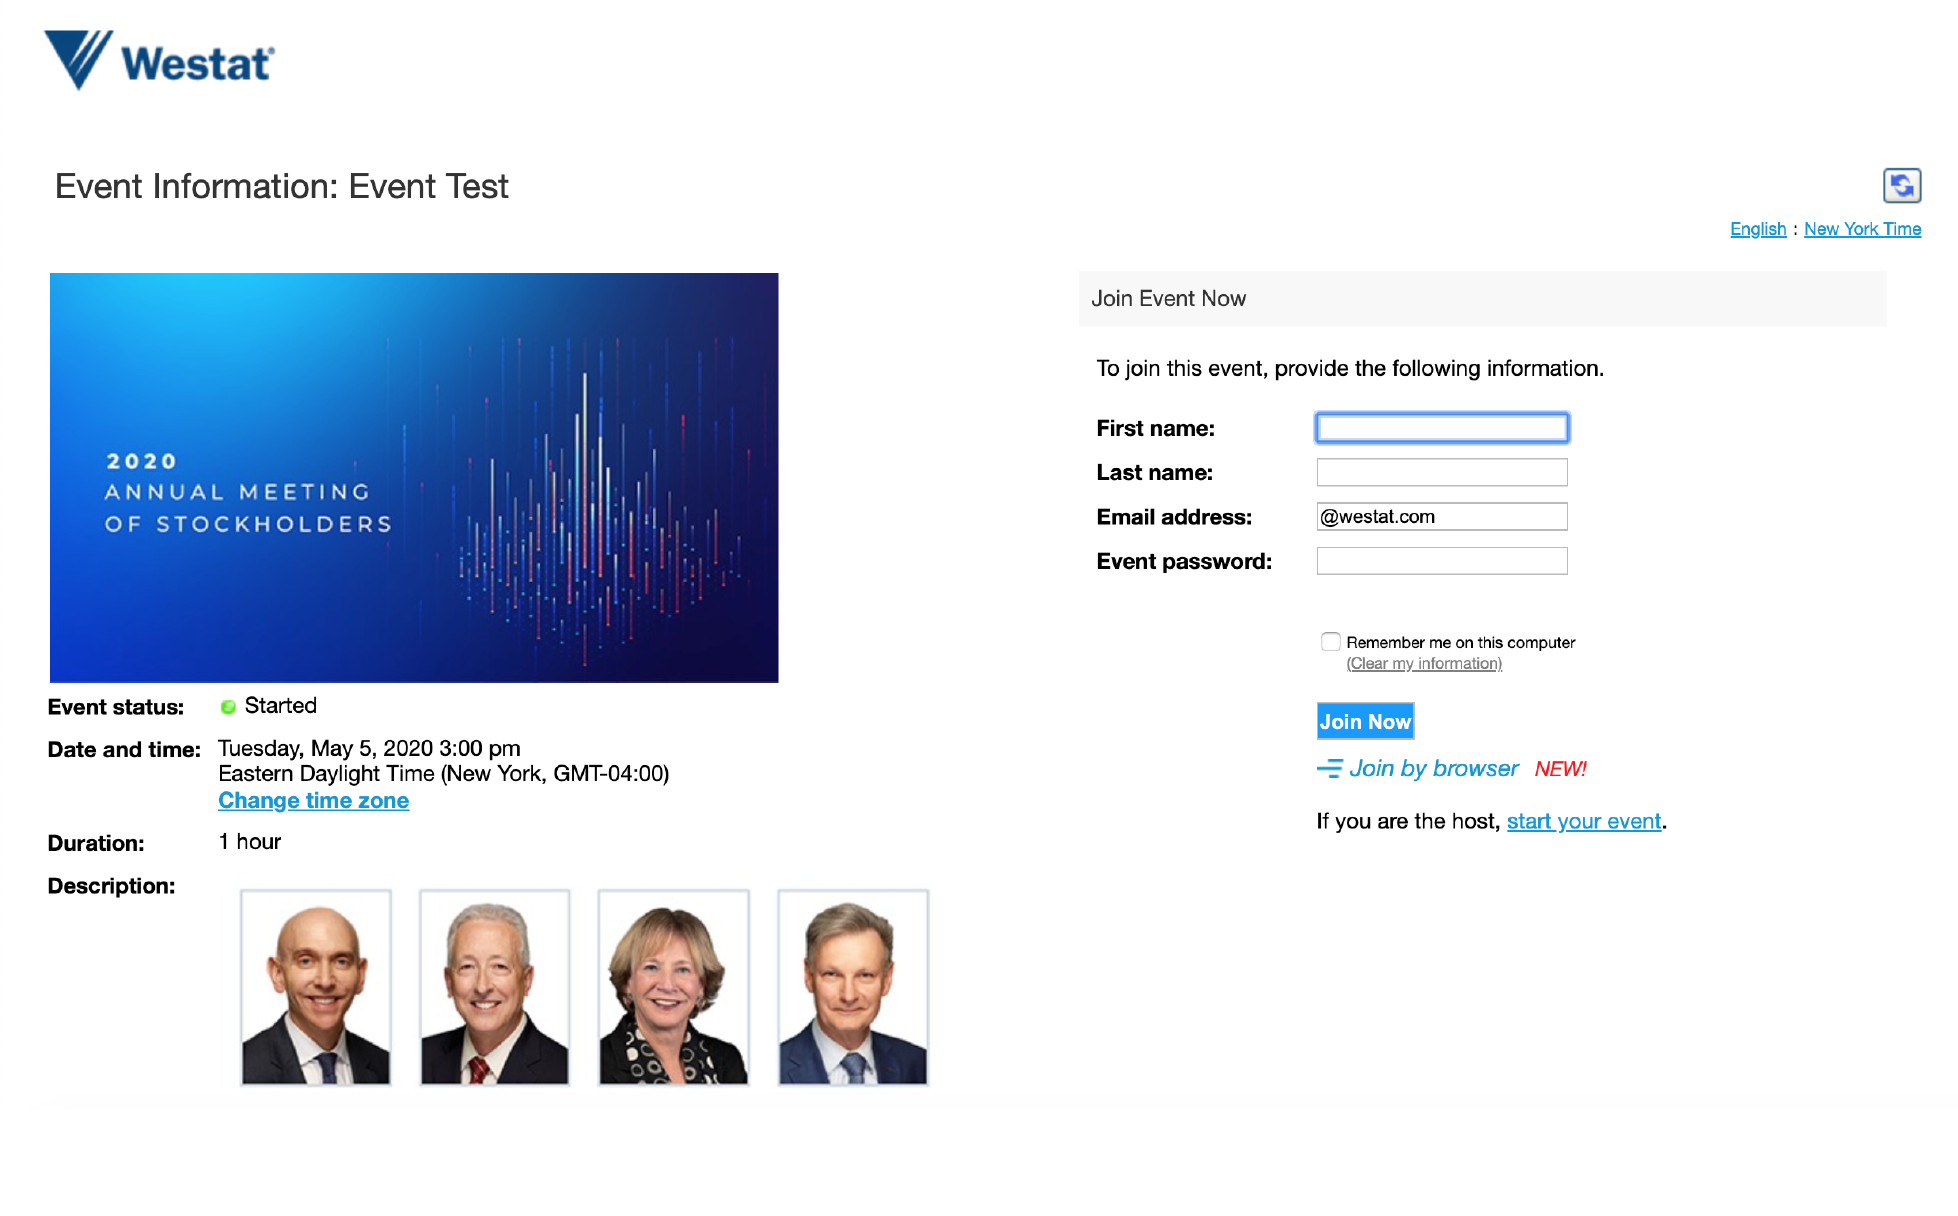 Westat®
Event Information: Event Test
English : New York Time
2020
ANNUAL MEETING
OF STOCKHOLDERS
Event status: Started
Date and time: Tuesday, May 5, 2020 3:00 pm
Eastern Daylight Time (New York, GMT-04:00)
Change time zone
Duration: 1 hour
Description:
Join Event Now
To join this event, provide the following information.
First name:
Last name:
Email address: @westat.com
Event password:
Remember me on this computer
(Clear my information)
Join Now
Join by browser NEW!
If you are the host, start your event.